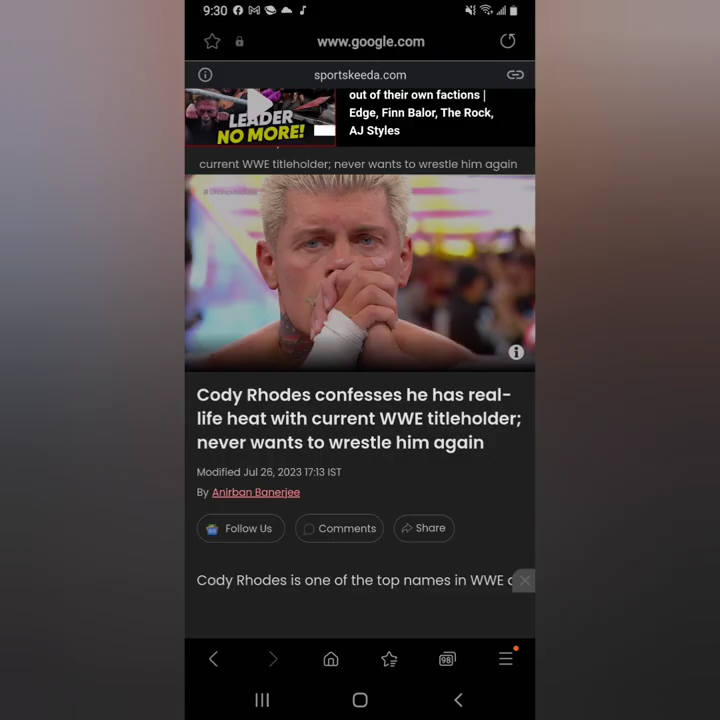 9:30
www.google.com
sportskeeda.com
LEADER
NO MORE!
out of their own factions |
Edge, Finn Balor, The Rock,
AJ Styles
current WWE titleholder; never wants to wrestle him again
Cody Rhodes confesses he has real-
life heat with current WWE titleholder;
never wants to wrestle him again
Modified Jul 26, 2023 17:13 IST
By Anirban Banerjee
Follow Us
Comments
Share
Cody Rhodes is one of the top names in WWE
98